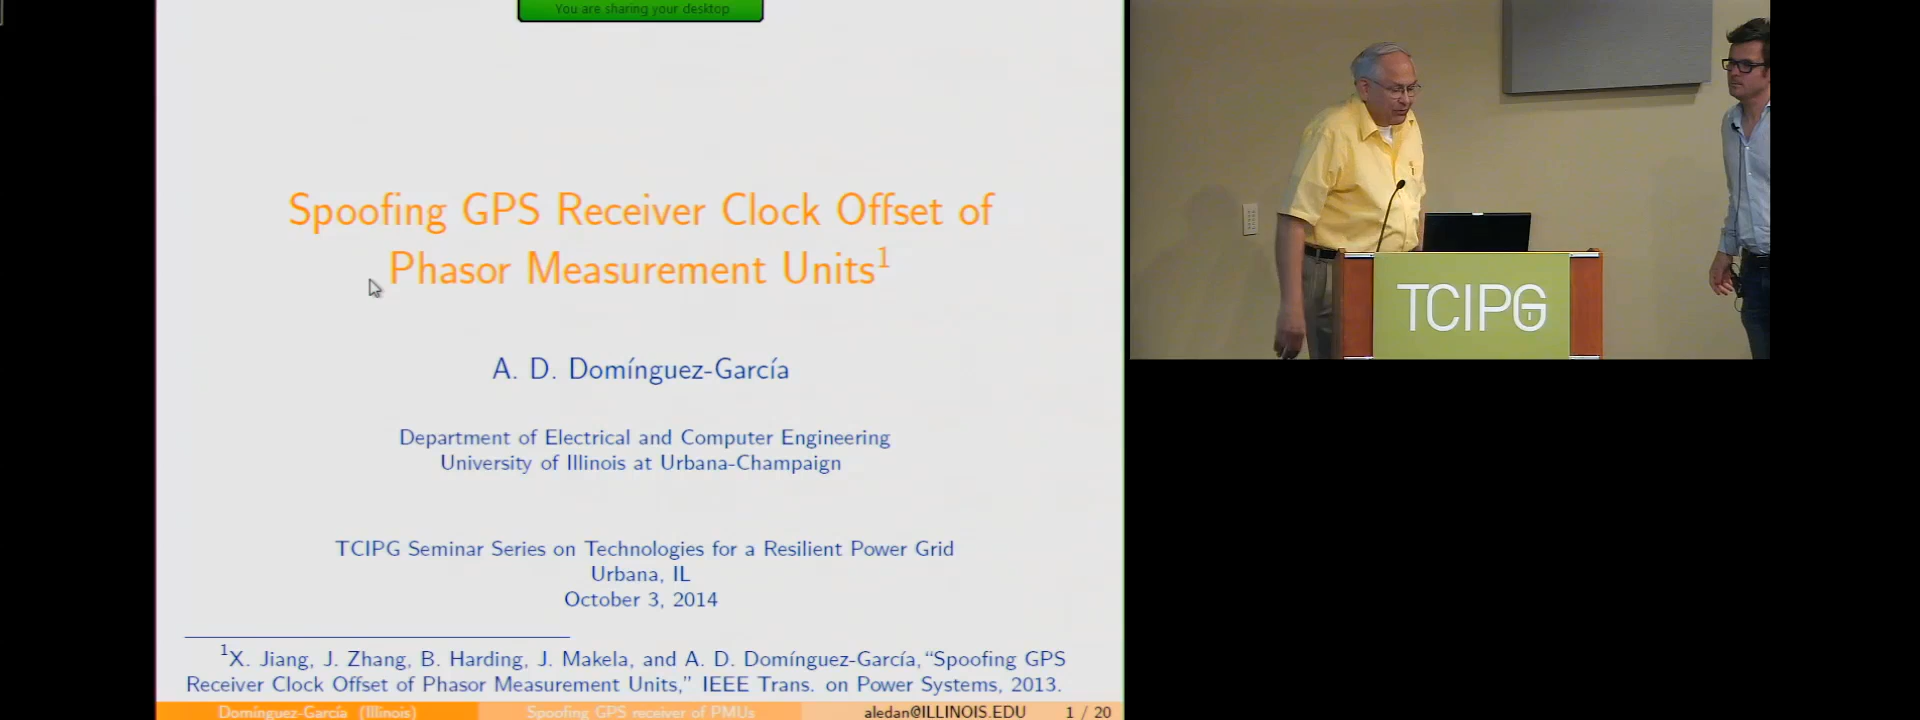 You are sharing your desktop
Spoofing GPS Receiver Clock Offset of
Phasor Measurement Units¹
A. D. Domínguez-García
Department of Electrical and Computer Engineering
University of Illinois at Urbana-Champaign
TCIPG Seminar Series on Technologies for a Resilient Power Grid
Urbana, IL
October 3, 2014
¹X. Jiang, J. Zhang, B. Harding, J. Makela, and A. D. Domínguez-García, “Spoofing GPS
Receiver Clock Offset of Phasor Measurement Units,” IEEE Trans. on Power Systems, 2013.
Domínguez-García (Illinois) Spoofing GPS receiver of PMUs aledan@ILLINOIS.EDU 1 / 20
TCIPG